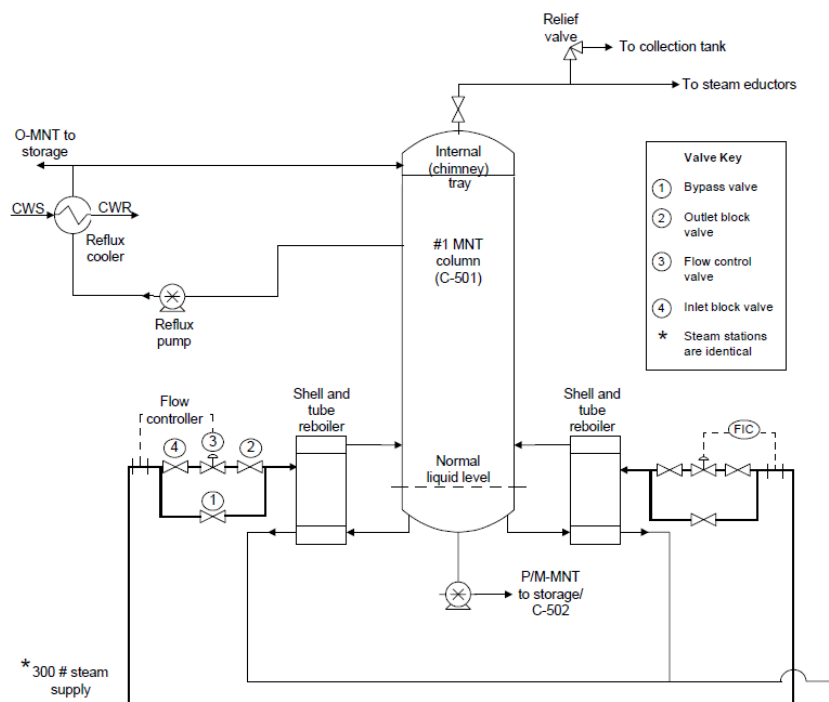 Relief
valve
To collection tank
To steam eductors
O-MNT to
storage
Internal
(chimney)
tray
CWS
CWR
Reflux
cooler
#1 MNT
column
(C-501)
Reflux
pump
Valve Key
1 Bypass valve
2 Outlet block
valve
3 Flow control
valve
4 Inlet block valve
* Steam stations
are identical
Shell and
tube
reboiler
Shell and
tube
reboiler
Flow
controller
FIC
4
3
2
1
Normal
liquid level
P/M-MNT
to storage/
C-502
* 300 # steam
supply